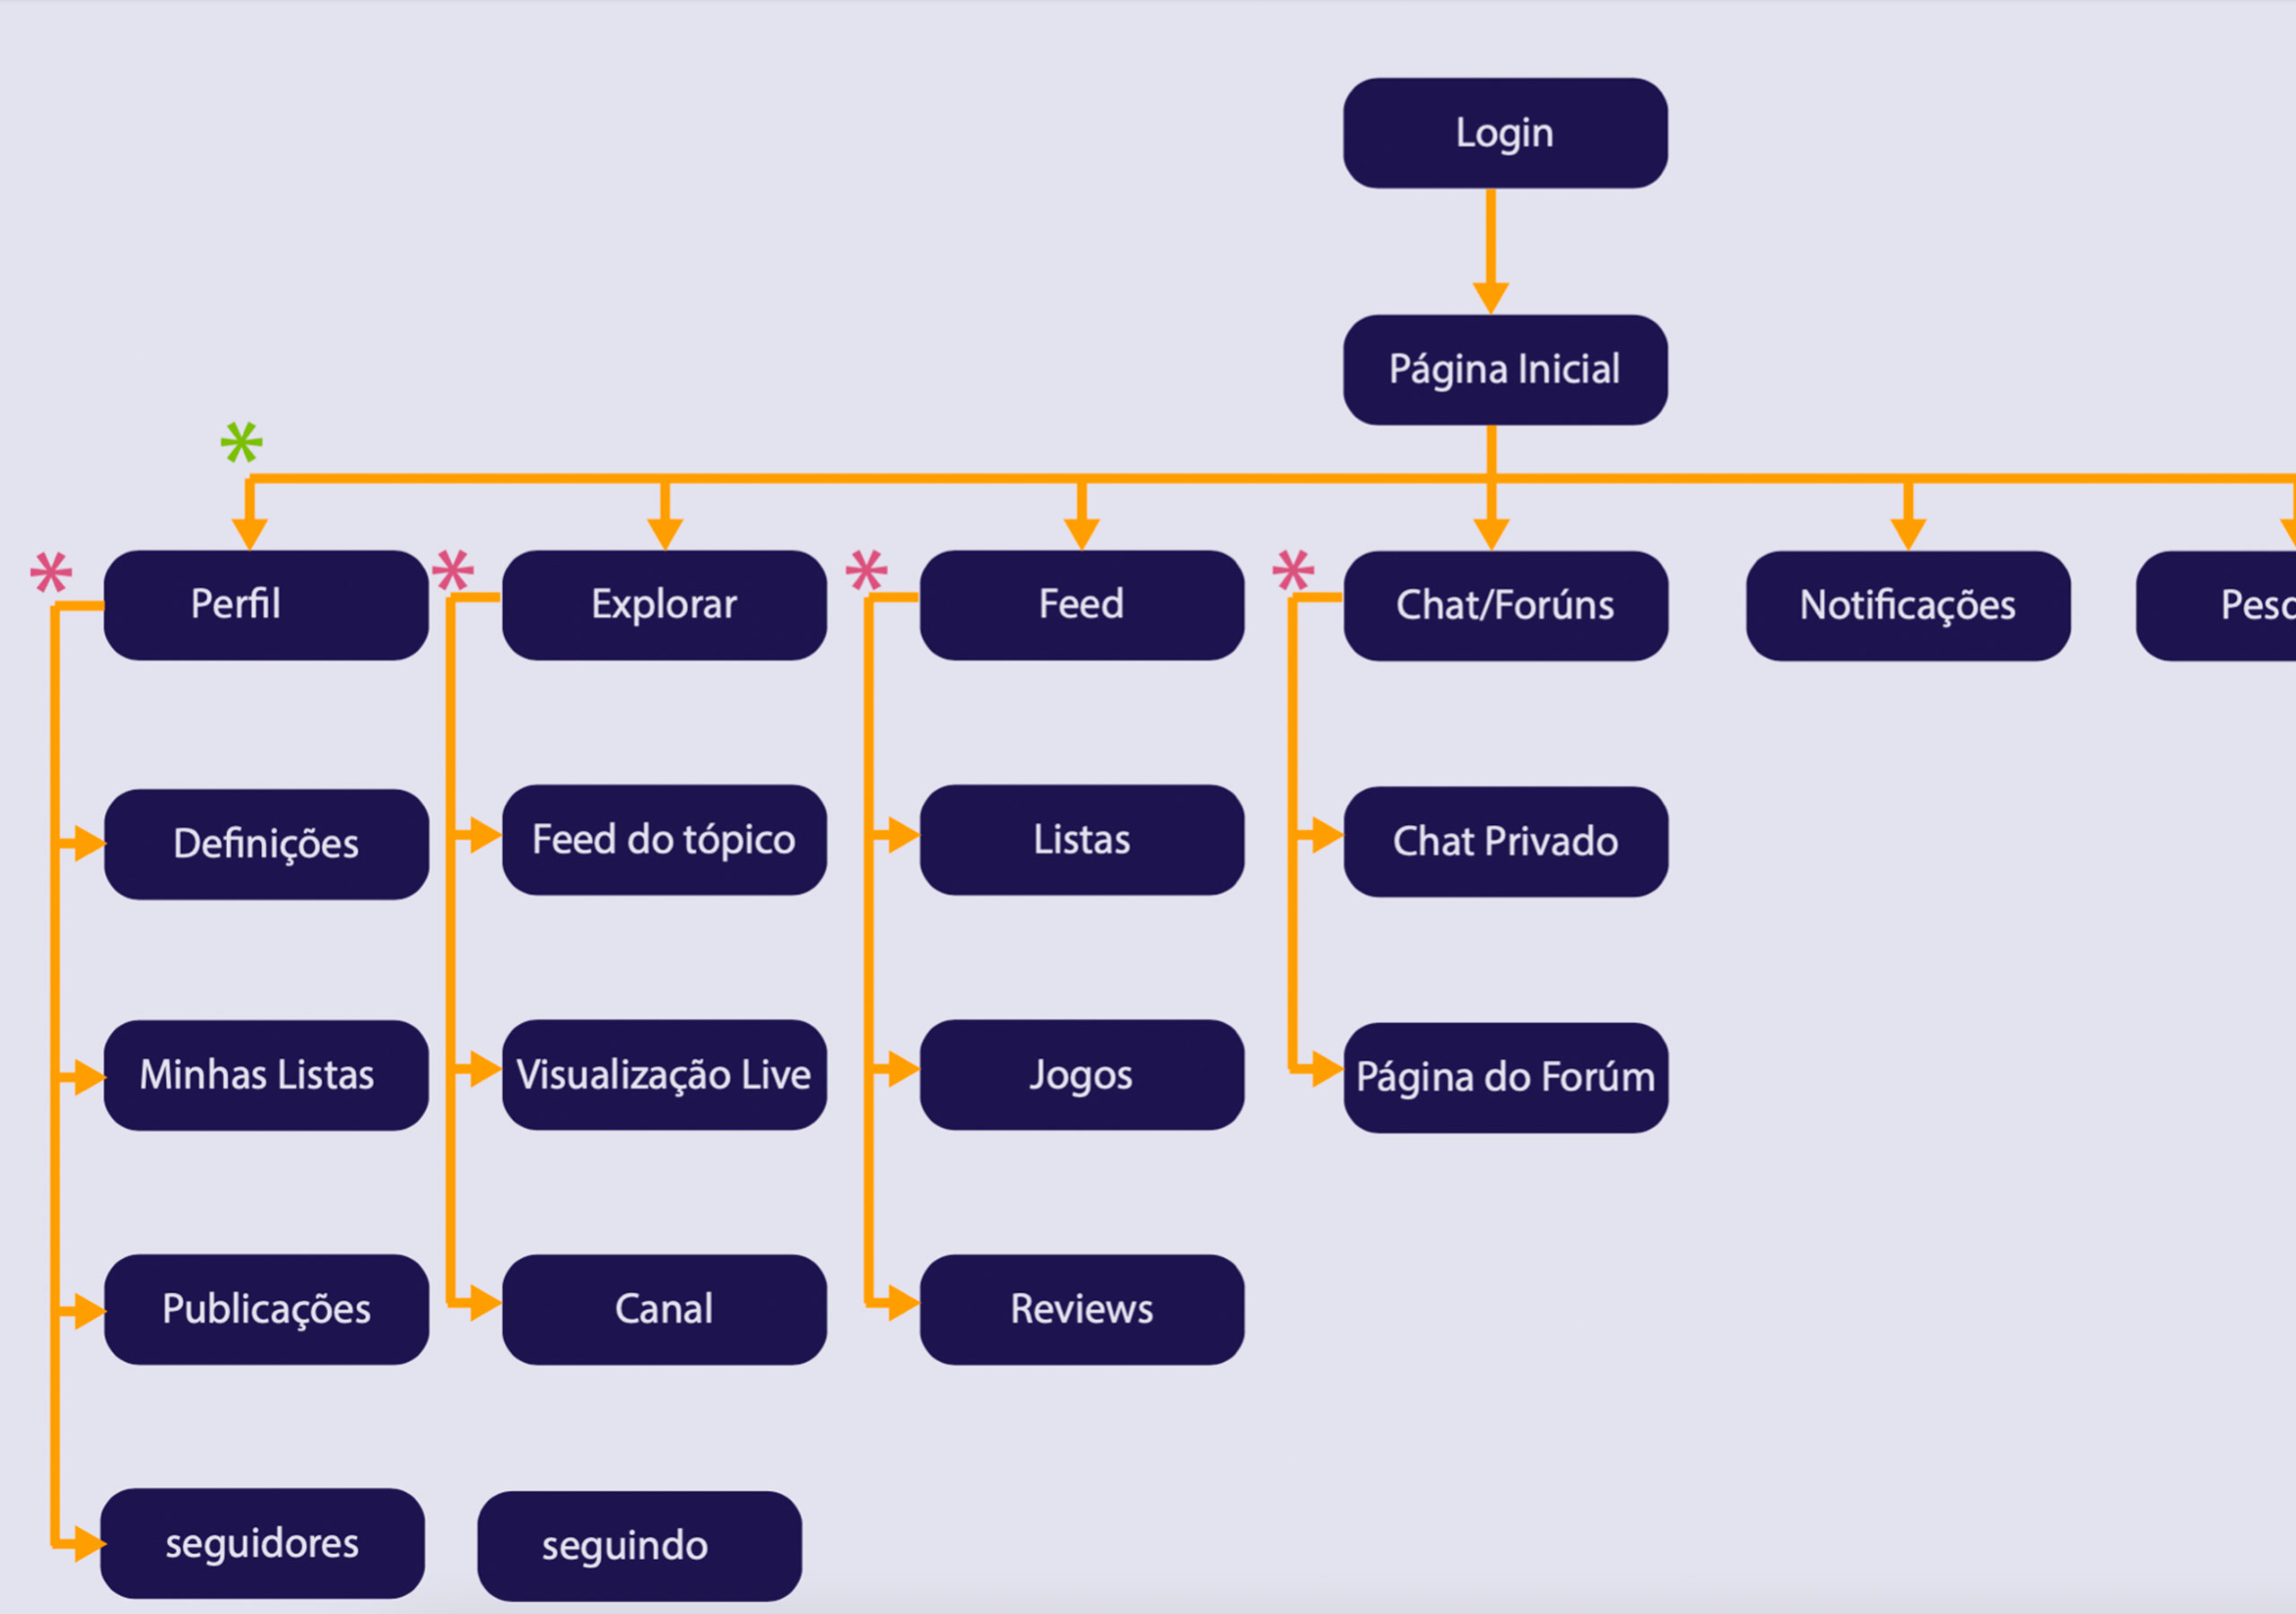 Login
Página Inicial
*
* Perfil
* Explorar
* Feed
* Chat/Forúns
Notificações
Definições
Feed do tópico
Listas
Chat Privado
Minhas Listas
Visualização Live
Jogos
Página do Forúm
Publicações
Canal
Reviews
seguidores
seguindo